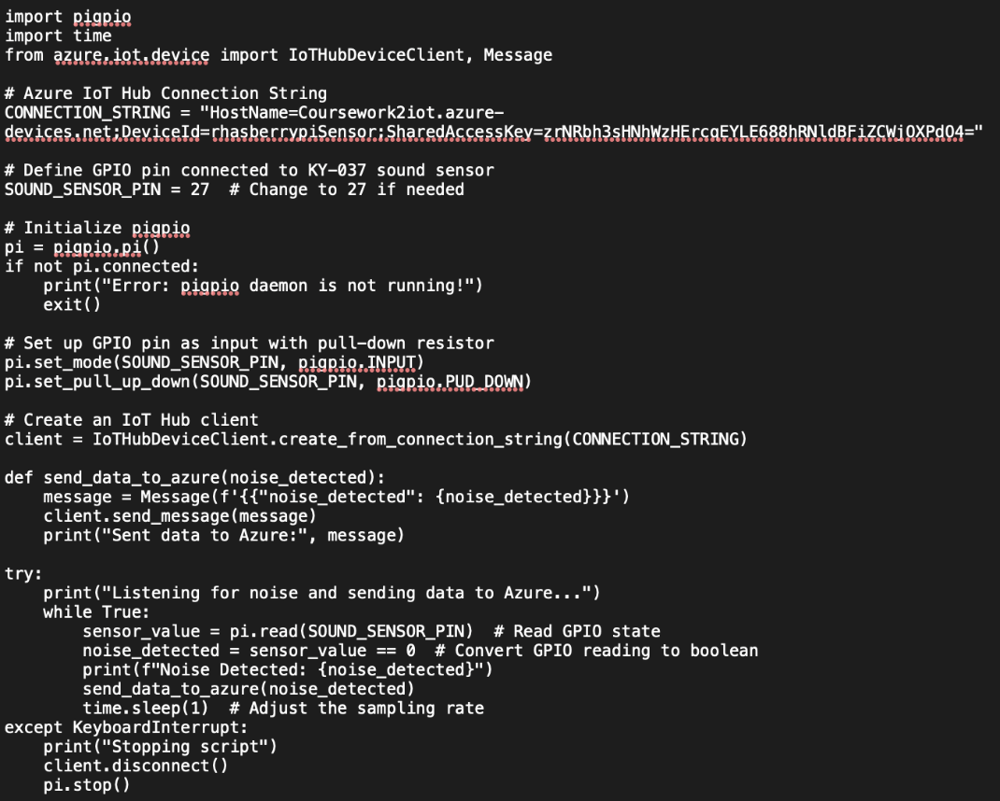 import pigpio
import time
from azure.iot.device import IoTHubDeviceClient, Message
# Azure IoT Hub Connection String
CONNECTION_STRING = "HostName=Coursework2iot.azure-
devices.net;DeviceId=rhasberrypiSensor;SharedAccessKey=zrNRbh3sHNhWzHErcqEYLE688hRNldBFiZCWjOXPdO4="
# Define GPIO pin connected to KY-037 sound sensor
SOUND_SENSOR_PIN = 27  # Change to 27 if needed
# Initialize pigpio
pi = pigpio.pi()
if not pi.connected:
    print("Error: pigpio daemon is not running!")
    exit()
# Set up GPIO pin as input with pull-down resistor
pi.set_mode(SOUND_SENSOR_PIN, pigpio.INPUT)
pi.set_pull_up_down(SOUND_SENSOR_PIN, pigpio.PUD_DOWN)
# Create an IoT Hub client
client = IoTHubDeviceClient.create_from_connection_string(CONNECTION_STRING)
def send_data_to_azure(noise_detected):
    message = Message(f'{{"noise_detected": {noise_detected}}}')
    client.send_message(message)
    print("Sent data to Azure:", message)
try:
    print("Listening for noise and sending data to Azure...")
    while True:
        sensor_value = pi.read(SOUND_SENSOR_PIN)  # Read GPIO state
        noise_detected = sensor_value == 0  # Convert GPIO reading to boolean
        print(f"Noise Detected: {noise_detected}")
        send_data_to_azure(noise_detected)
        time.sleep(1)  # Adjust the sampling rate
except KeyboardInterrupt:
    print("Stopping script")
    client.disconnect()
    pi.stop()